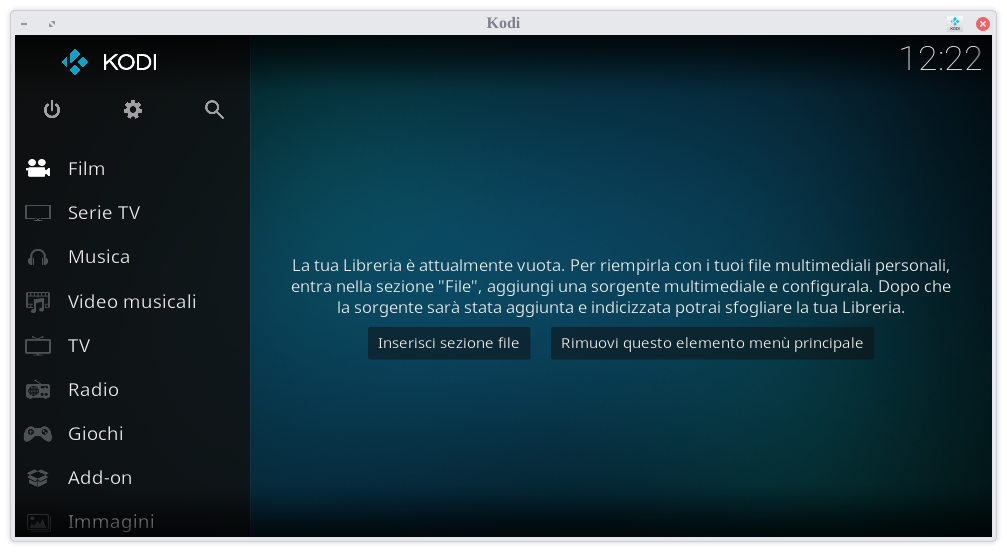 Kodi
KODI
12:22
Film
Serie TV
Musica
Video musicali
TV
Radio
Giochi
Add-on
Immagini
La tua Libreria è attualmente vuota. Per riempirla con i tuoi file multimediali personali,
entra nella sezione "File", aggiungi una sorgente multimediale e configurala. Dopo che
la sorgente sarà stata aggiunta e indicizzata potrai sfogliare la tua Libreria.
Inserisci sezione file
Rimuovi questo elemento menù principale